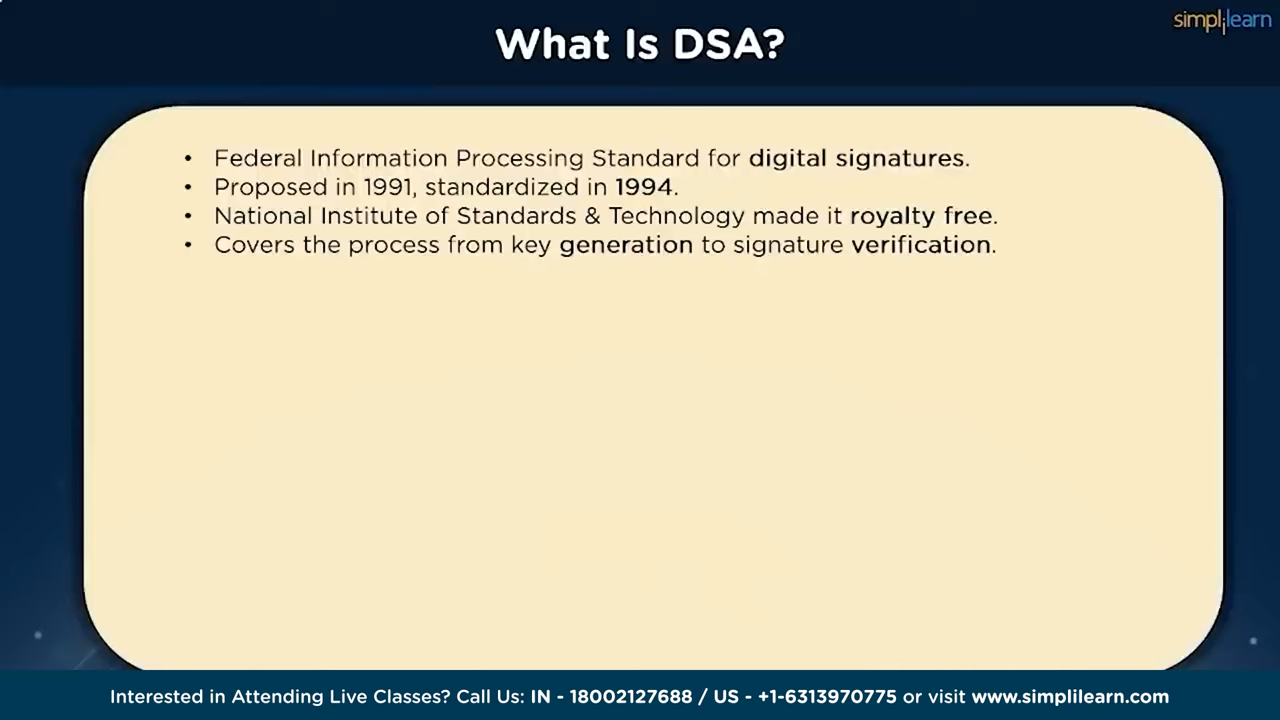 simplilearn
What Is DSA?
• Federal Information Processing Standard for digital signatures.
• Proposed in 1991, standardized in 1994.
• National Institute of Standards & Technology made it royalty free.
• Covers the process from key generation to signature verification.
Interested in Attending Live Classes? Call Us: IN - 18002127688 / US - +1-6313970775 or visit www.simplilearn.com